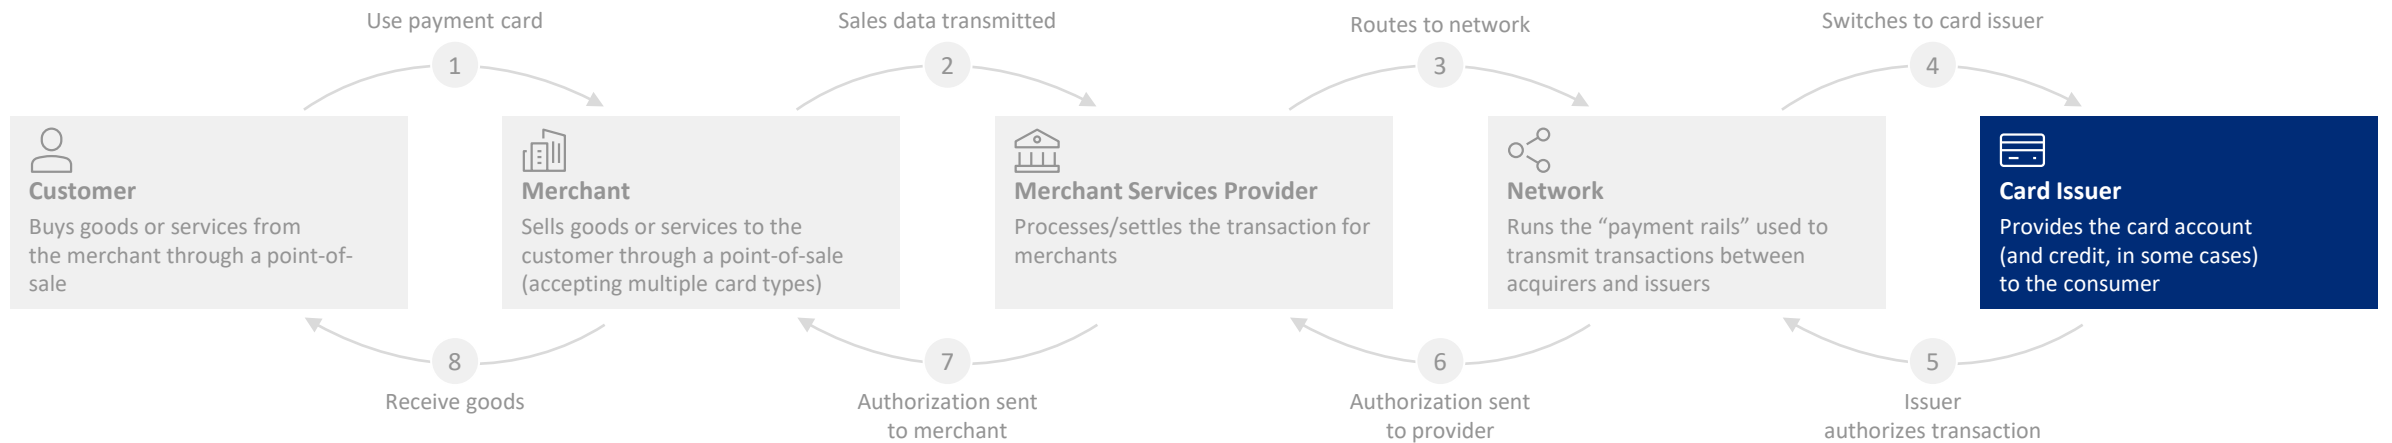 Use payment card
Sales data transmitted
Routes to network
Switches to card issuer
1
2
3
4
Customer
Buys goods or services from
the merchant through a point-of-
sale
Merchant
Sells goods or services to the
customer through a point-of-sale
(accepting multiple card types)
Merchant Services Provider
Processes/settles the transaction for
merchants
Network
Runs the “payment rails” used to
transmit transactions between
acquirers and issuers
Card Issuer
Provides the card account
(and credit, in some cases)
to the consumer
8
7
6
5
Receive goods
Authorization sent
to merchant
Authorization sent
to provider
Issuer
authorizes transaction